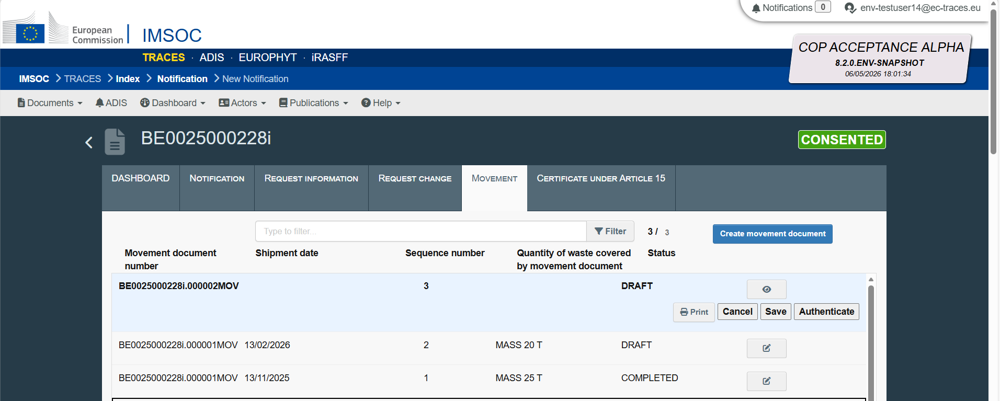 Notifications 0 env-testuser14@ec-traces.eu
European
Commission
IMSOC
COP ACCEPTANCE ALPHA
8.2.0.ENV-SNAPSHOT
06/05/2026 18:01:34
TRACES · ADIS · EUROPHYT · iRASFF
IMSOC TRACES Index Notification New Notification
Documents ADIS Dashboard Actors Publications Help
BE0025000228i
CONSENTED
DASHBOARD NOTIFICATION REQUEST INFORMATION REQUEST CHANGE MOVEMENT CERTIFICATE UNDER ARTICLE 15
Type to filter... Filter 3 / 3 Create movement document
Movement document number Shipment date Sequence number Quantity of waste covered by movement document Status
BE0025000228i.000002MOV 3 DRAFT
Print Cancel Save Authenticate
BE0025000228i.000001MOV 13/02/2026 2 MASS 20 T DRAFT
BE0025000228i.000001MOV 13/11/2025 1 MASS 25 T COMPLETED